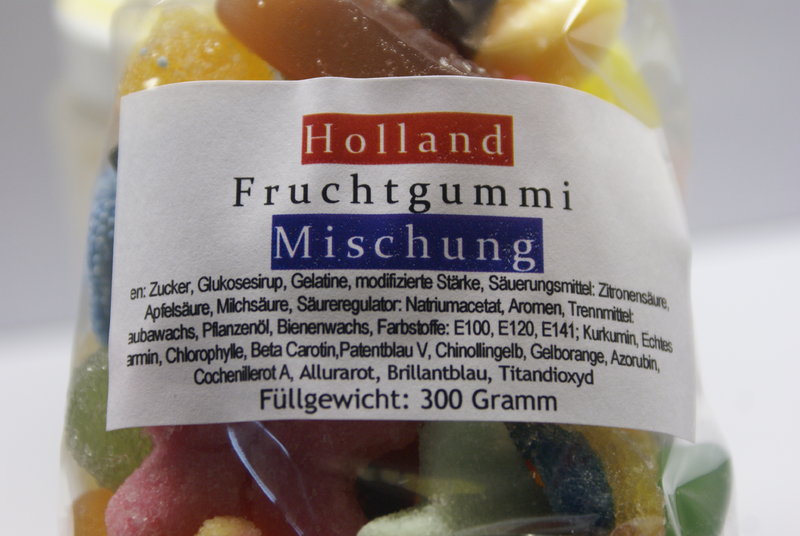 Holland
Fruchtgummi
Mischung
en: Zucker, Glukosesirup, Gelatine, modifizierte Stärke, Säuerungsmittel: Zitronensäure,
Apfelsäure, Milchsäure, Säureregulator: Natriumacetat, Aromen, Trennmittel:
aubawachs, Pflanzenöl, Bienenwachs, Farbstoffe: E100, E120, E141; Kurkumin, Echtes
armin, Chlorophylle, Beta Carotin,Patentblau V, Chinollingelb, Gelborange, Azorubin,
Cochenillerot A, Allurarot, Brillantblau, Titandioxyd
Füllgewicht: 300 Gramm